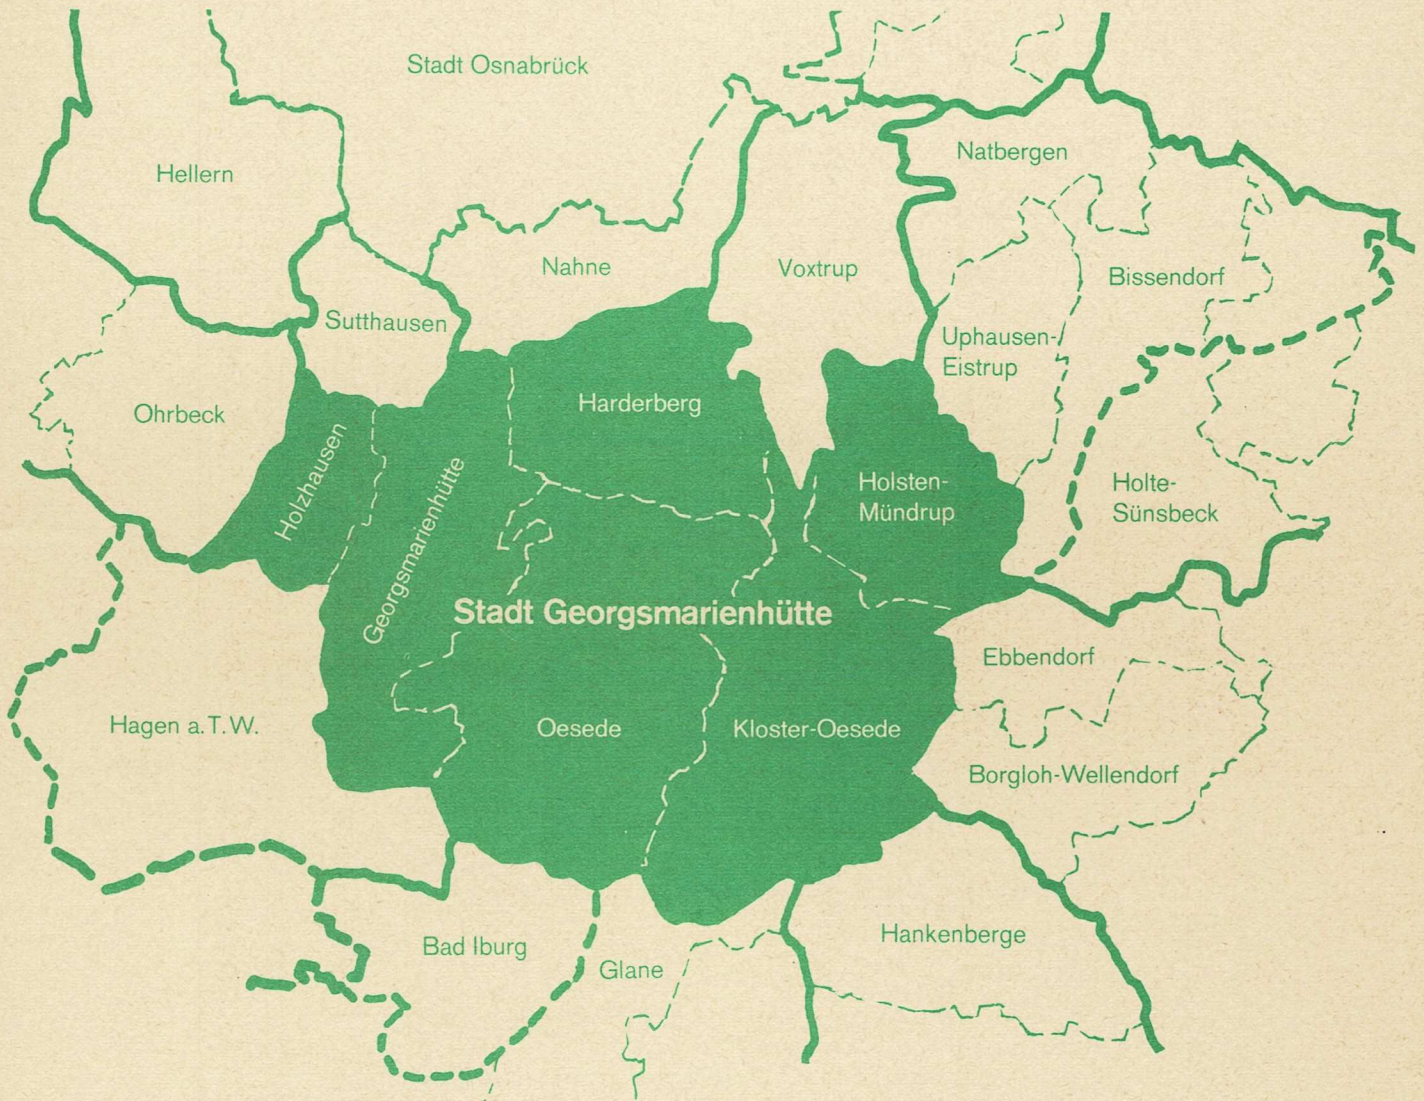 Stadt Osnabrück
Hellern
Natbergen
Nahne
Voxtrup
Bissendorf
Sutthausen
Uphausen-
Eistrup
Ohrbeck
Harderberg
Holzhausen
Georgsmarienhütte
Holsten-
Mündrup
Holte-
Sünsbeck
Stadt Georgsmarienhütte
Ebbendorf
Hagen a.T.W.
Oesede
Kloster-Oesede
Borgloh-Wellendorf
Bad Iburg
Glane
Hankenberge